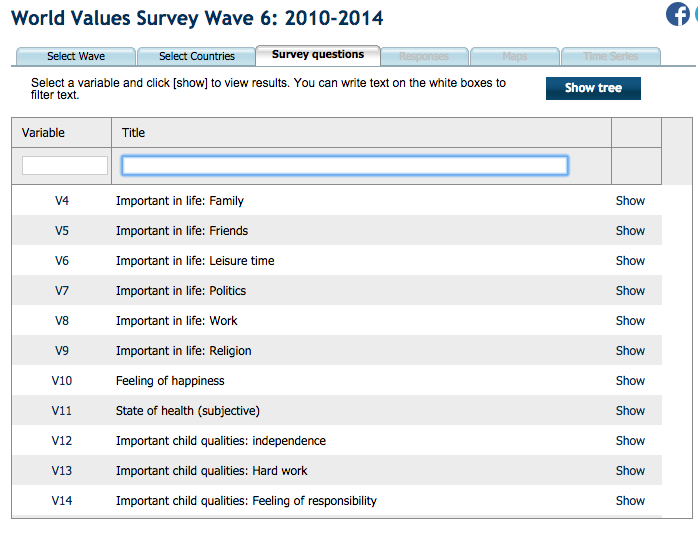 World Values Survey Wave 6: 2010-2014
Select Wave Select Countries Survey questions Responses Maps Time Series
Select a variable and click [show] to view results. You can write text on the white boxes to
filter text.
Show tree
Variable Title
V4 Important in life: Family Show
V5 Important in life: Friends Show
V6 Important in life: Leisure time Show
V7 Important in life: Politics Show
V8 Important in life: Work Show
V9 Important in life: Religion Show
V10 Feeling of happiness Show
V11 State of health (subjective) Show
V12 Important child qualities: independence Show
V13 Important child qualities: Hard work Show
V14 Important child qualities: Feeling of responsibility Show